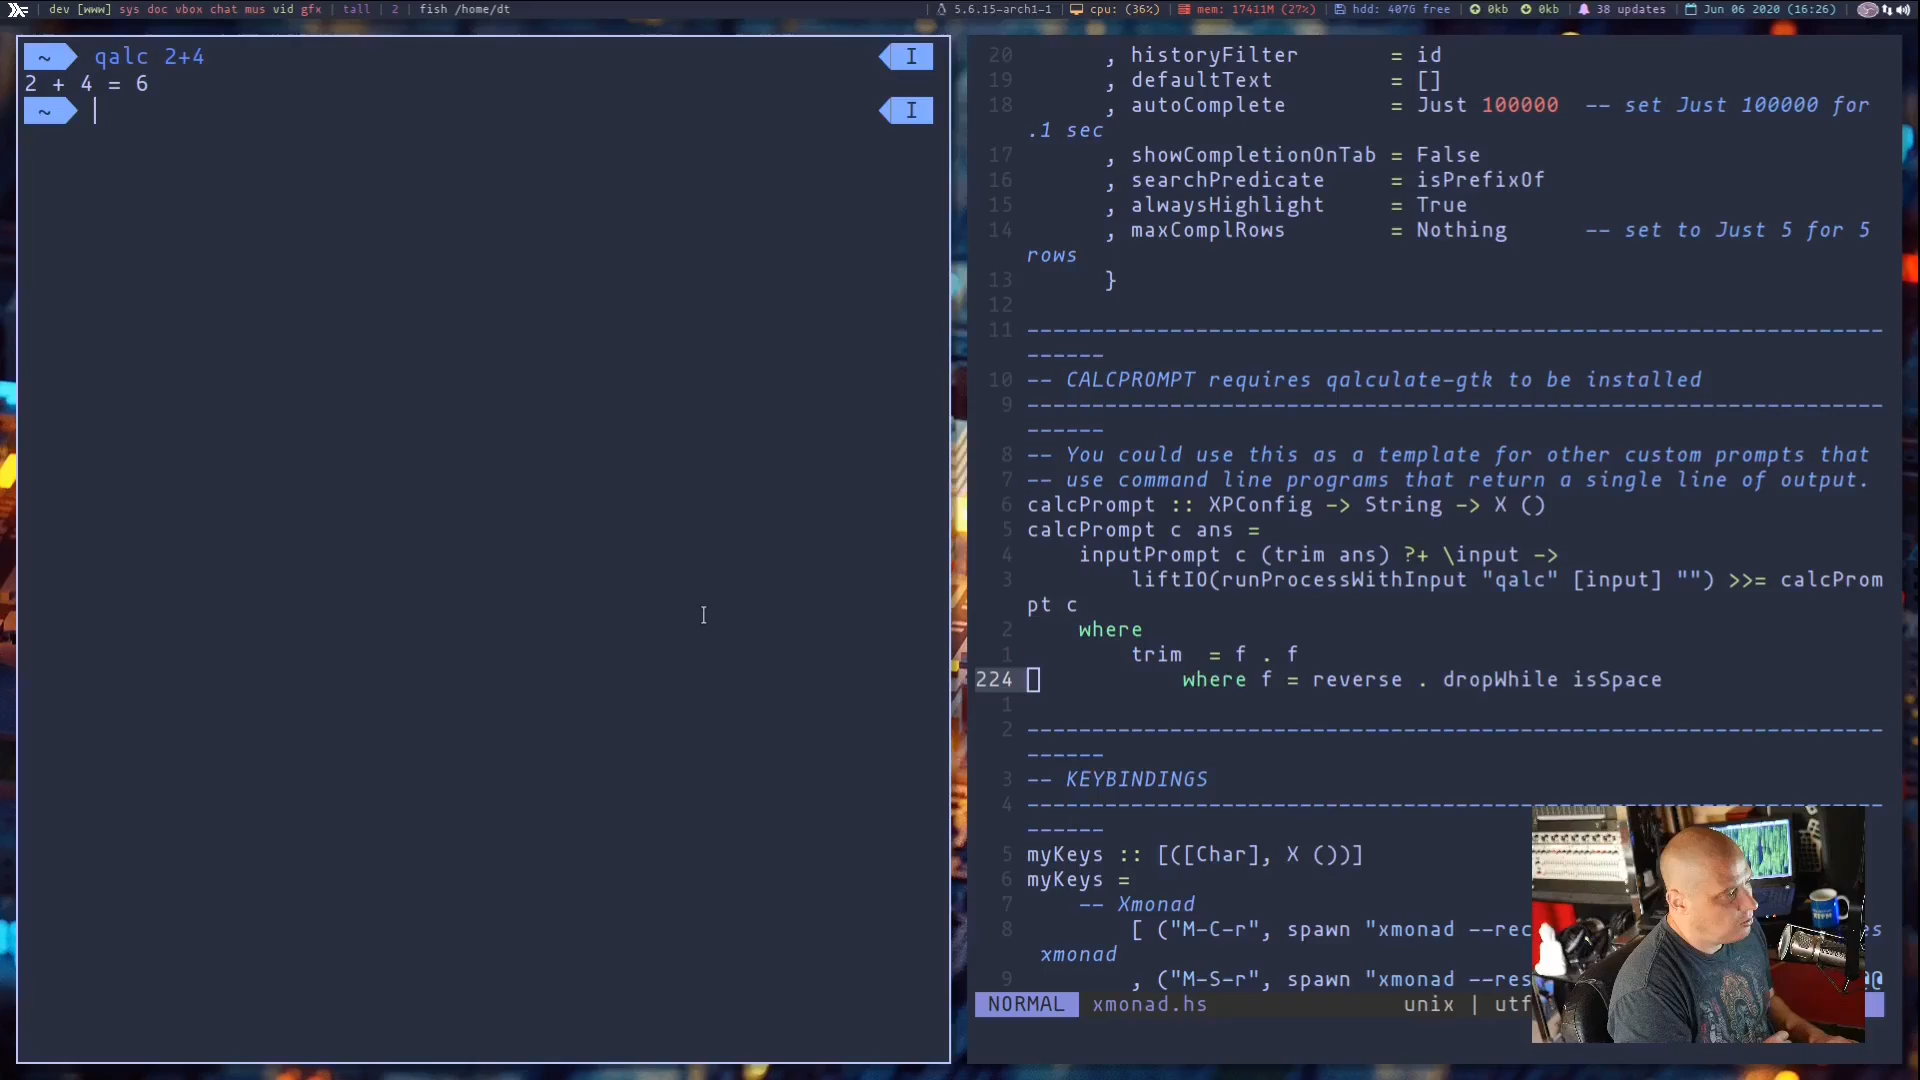 dev [www] sys doc vbox chat mus vid gfx | tall | 2 | fish /home/dt
| 5.6.15-arch1-1 | cpu: (36%) | mem: 17411M (27%) | hdd: 407G free | 0kb 0kb | 38 updates | Jun 06 2020 (16:26) |
~ qalc 2+4 I
2 + 4 = 6
~ I
20 , historyFilter = id
19 , defaultText = []
18 , autoComplete = Just 100000 -- set Just 100000 for
.1 sec
17 , showCompletionOnTab = False
16 , searchPredicate = isPrefixOf
15 , alwaysHighlight = True
14 , maxComplRows = Nothing -- set to Just 5 for 5
rows
13 }
12
11 ------------------------------------------------------------------
------
10 -- CALCPROMPT requires qalculate-gtk to be installed
9 ------------------------------------------------------------------
------
8 -- You could use this as a template for other custom prompts that
7 -- use command line programs that return a single line of output.
6 calcPrompt :: XPConfig -> String -> X ()
5 calcPrompt c ans =
4 inputPrompt c (trim ans) ?+ \input ->
3 liftIO(runProcessWithInput "qalc" [input] "") >>= calcProm
pt c
2 where
1 trim = f . f
224 where f = reverse . dropWhile isSpace
1
2 ------------------------------------------------------------------
------
3 -- KEYBINDINGS
4 ------------------------------------------------------------------
------
5 myKeys :: [([Char], X ())]
6 myKeys =
7 -- Xmonad
8 [ ("M-C-r", spawn "xmonad --rec
xmonad
9 , ("M-S-r", spawn "xmonad --res
NORMAL xmonad.hs unix | utf